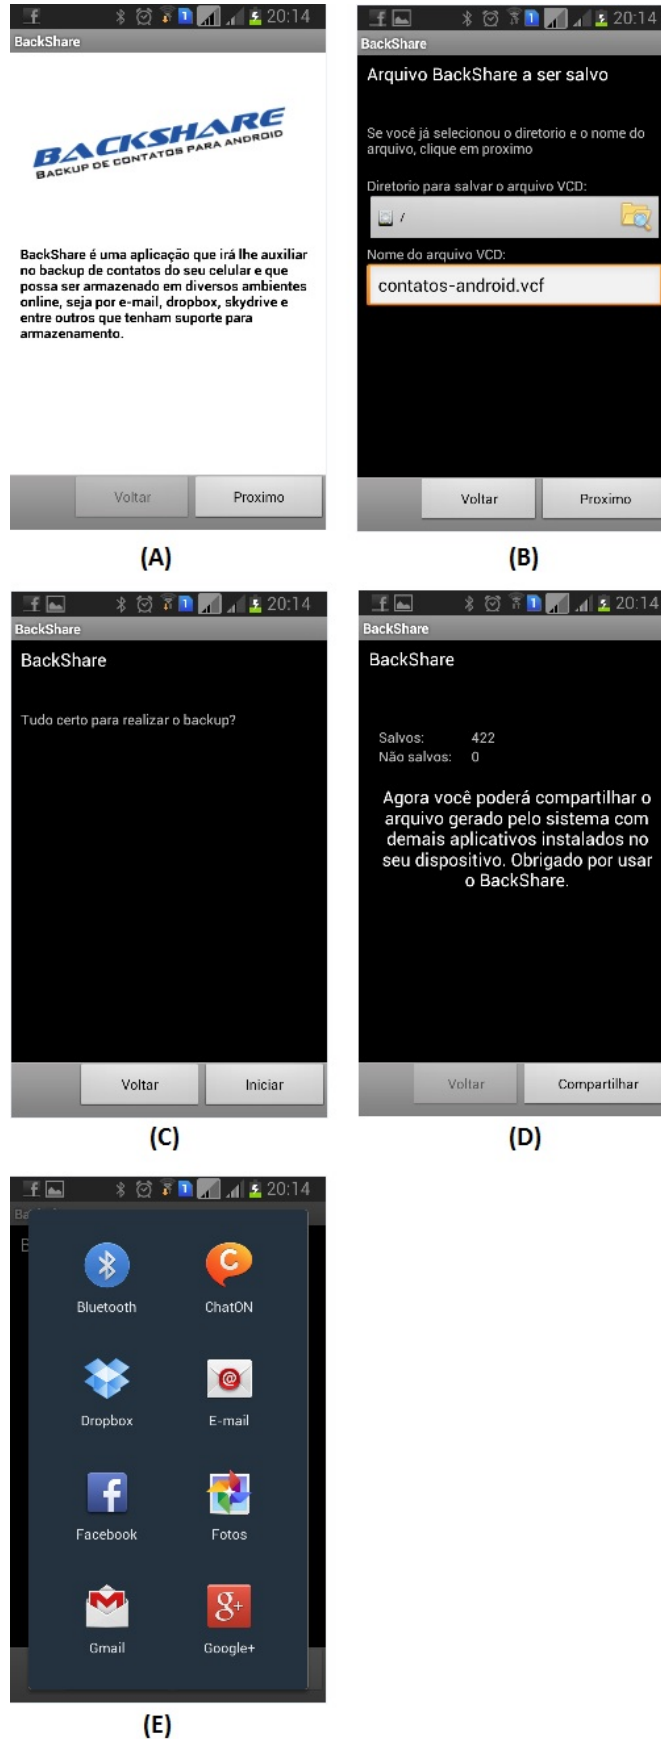 20:14
BackShare
BACKSHARE
BACKUP DE CONTATOS PARA ANDROID
BackShare é uma aplicação que irá lhe auxiliar
no backup de contatos do seu celular e que
possa ser armazenado em diversos ambientes
online, seja por e-mail, dropbox, skydrive e
entre outros que tenham suporte para
armazenamento.
Voltar Proximo
(A)
20:14
BackShare
Arquivo BackShare a ser salvo
Se você já selecionou o diretorio e o nome do
arquivo, clique em proximo
Diretorio para salvar o arquivo VCD:
/
Nome do arquivo VCD:
contatos-android.vcf
Voltar Proximo
(B)
20:14
BackShare
BackShare
Tudo certo para realizar o backup?
Voltar Iniciar
(C)
20:14
BackShare
BackShare
Salvos: 422
Não salvos: 0
Agora você poderá compartilhar o
arquivo gerado pelo sistema com
demais aplicativos instalados no
seu dispositivo. Obrigado por usar
o BackShare.
Voltar Compartilhar
(D)
20:14
Bluetooth ChatON
Dropbox E-mail
Facebook Fotos
Gmail Google+
(E)